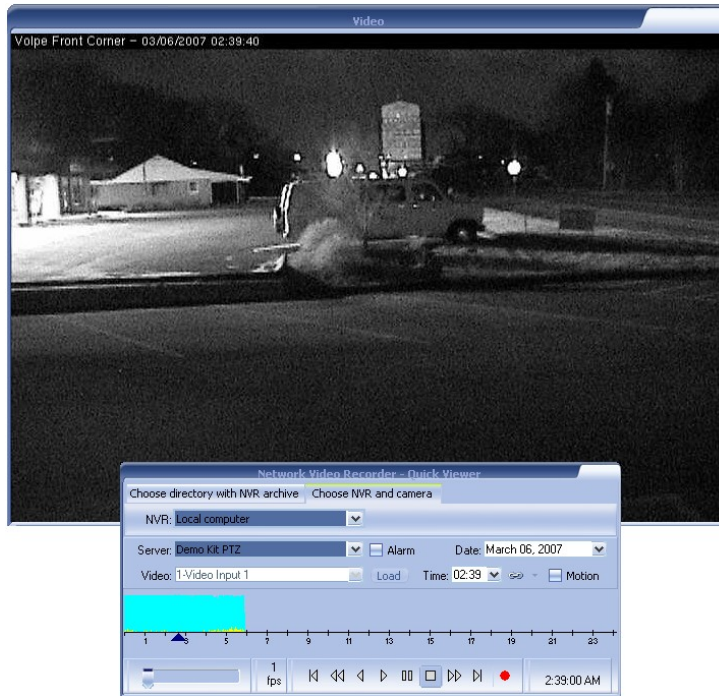 Video
Volpe Front Corner - 03/06/2007 02:39:40
Network Video Recorder - Quick Viewer
Choose directory with NVR archive Choose NVR and camera
NVR: Local computer
Server: Demo Kit PTZ Alarm Date: March 06, 2007
Video: 1-Video Input 1 Load Time: 02:39 Motion
1 3 5 7 9 11 13 15 17 19 21 23
1
fps
2:39:00 AM